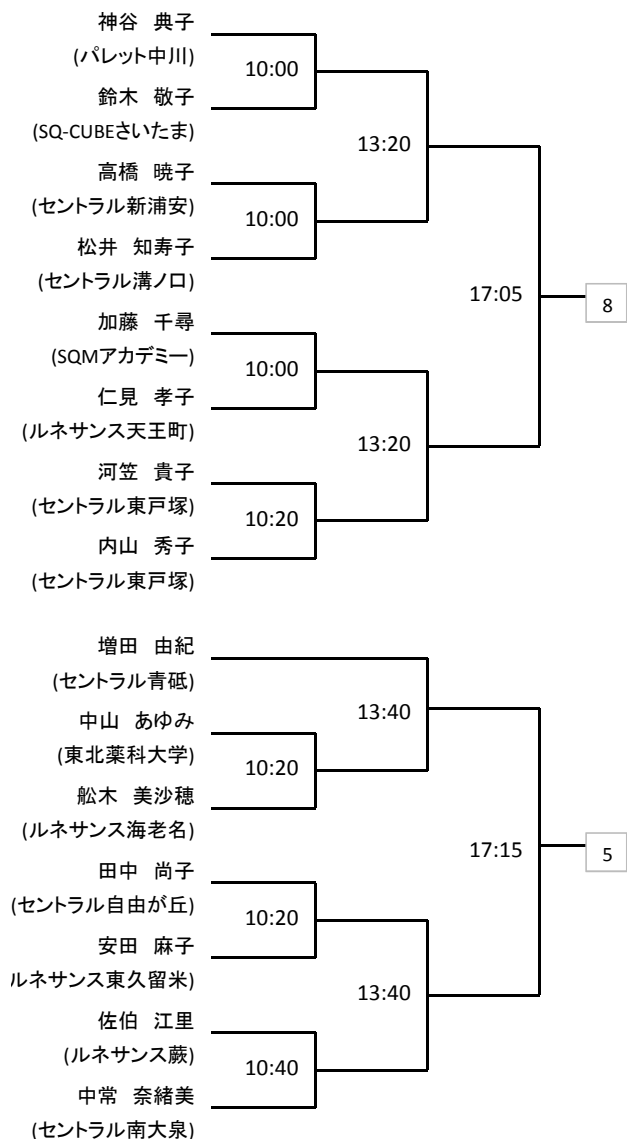 神谷　典子
(パレット中川)
10:00
鈴木　敬子
(SQ-CUBEさいたま)
13:20
高橋　暁子
(セントラル新浦安)
10:00
松井　知寿子
(セントラル溝ノ口)
17:05
8
加藤　千尋
(SQMアカデミー)
10:00
仁見　孝子
(ルネサンス天王町)
13:20
河笠　貴子
(セントラル東戸塚)
10:20
内山　秀子
(セントラル東戸塚)
増田　由紀
(セントラル青砥)
13:40
中山　あゆみ
(東北薬科大学)
10:20
舩木　美沙穂
(ルネサンス海老名)
17:15
5
田中　尚子
(セントラル自由が丘)
10:20
安田　麻子
ルネサンス東久留米)
13:40
佐伯　江里
(ルネサンス蕨)
10:40
中常　奈緒美
(セントラル南大泉)